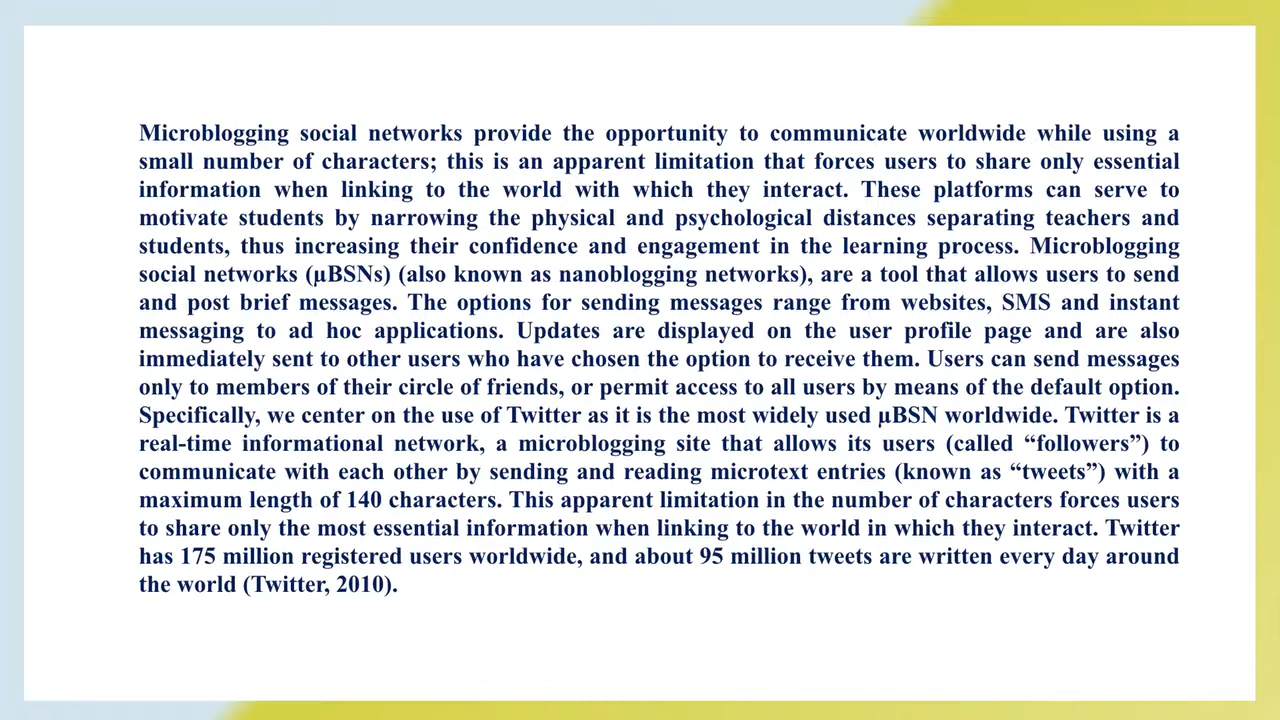 Microblogging social networks provide the opportunity to communicate worldwide while using a
small number of characters; this is an apparent limitation that forces users to share only essential
information when linking to the world with which they interact. These platforms can serve to
motivate students by narrowing the physical and psychological distances separating teachers and
students, thus increasing their confidence and engagement in the learning process. Microblogging
social networks (µBSNs) (also known as nanoblogging networks), are a tool that allows users to send
and post brief messages. The options for sending messages range from websites, SMS and instant
messaging to ad hoc applications. Updates are displayed on the user profile page and are also
immediately sent to other users who have chosen the option to receive them. Users can send messages
only to members of their circle of friends, or permit access to all users by means of the default option.
Specifically, we center on the use of Twitter as it is the most widely used µBSN worldwide. Twitter is a
real-time informational network, a microblogging site that allows its users (called “followers”) to
communicate with each other by sending and reading microtext entries (known as “tweets”) with a
maximum length of 140 characters. This apparent limitation in the number of characters forces users
to share only the most essential information when linking to the world in which they interact. Twitter
has 175 million registered users worldwide, and about 95 million tweets are written every day around
the world (Twitter, 2010).